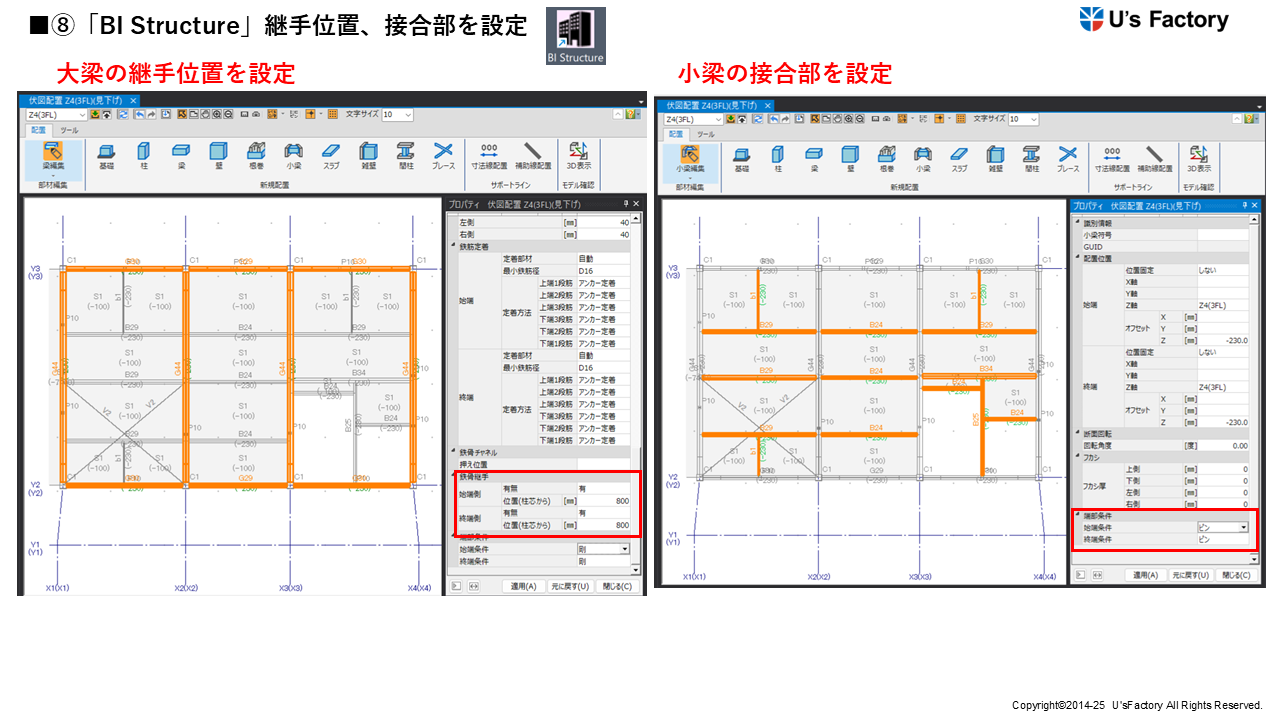 ■⑧「BI Structure」継手位置、接合部を設定
BI Structure
U's Factory
大梁の継手位置を設定
小梁の接合部を設定
伏図配置 Z4(3FL)(見下げ) ×
Z4(3FL)
文字サイズ 10
配置 ツール
梁編集
基礎 柱 梁 壁 根巻 小梁 スラブ 雑壁 間柱 ブレース
寸法線配置 補助線配置 3D表示
部材編集 新規配置 サポートライン モデル確認
プロパティ 伏図配置 Z4(3FL)(見下げ)
左側 [mm] 40
右側 [mm] 40
鉄筋定着
始端
定着部材 自動
最小鉄筋径 D16
定着方法
上端1段筋 アンカー定着
上端2段筋 アンカー定着
上端3段筋 アンカー定着
下端3段筋 アンカー定着
下端2段筋 アンカー定着
下端1段筋 アンカー定着
終端
定着部材 自動
最小鉄筋径 D16
定着方法
上端1段筋 アンカー定着
上端2段筋 アンカー定着
上端3段筋 アンカー定着
下端3段筋 アンカー定着
下端2段筋 アンカー定着
下端1段筋 アンカー定着
鉄骨チャネル
押え位置
鉄骨継手
始端側
有無 有
位置(柱芯から) [mm] 800
終端側
有無 有
位置(柱芯から) [mm] 800
端部条件
始端条件 剛
終端条件 剛
適用(A) 元に戻す(U) 閉じる(C)
Y3
(Y3)
Y2
(Y2)
Y1
(Y1)
X1(X1) X2(X2) X3(X3) X4(X4)
C1 C1 C1 C1
S1
(-100)
b1
(-230)
P10
B29
(-230)
B24
(-230)
B29
(-230)
G44
S1
(-100)
B29
(-230)
B24
(-230)
B34
V2 V2
B25
B24
(-230)
G29
伏図配置 Z4(3FL)(見下げ) ×
Z4(3FL)
文字サイズ 10
配置 ツール
小梁編集
基礎 柱 梁 壁 根巻 小梁 スラブ 雑壁 間柱 ブレース
寸法線配置 補助線配置 3D表示
部材編集 新規配置 サポートライン モデル確認
プロパティ 伏図配置 Z4(3FL)(見下げ)
識別情報
小梁符号
GUID
配置位置
始端
位置固定 しない
X軸
Y軸
Z軸 Z4(3FL)
オフセット
X [mm]
Y [mm]
Z [mm] -230.0
終端
位置固定 しない
X軸
Y軸
Z軸 Z4(3FL)
オフセット
X [mm]
Y [mm]
Z [mm] -230.0
断面回転
回転角度 [度] 0.00
フカシ
フカシ厚
上側 [mm] 0
下側 [mm] 0
左側 [mm] 0
右側 [mm] 0
端部条件
始端条件 ピン
終端条件 ピン
適用(A) 元に戻す(U) 閉じる(C)
Y3
(Y3)
Y2
(Y2)
Y1
(Y1)
X1(X1) X2(X2) X3(X3) X4(X4)
C1 C1 C1 C1
S1
(-100)
b1
(-230)
P10
B29
(-230)
B24
(-230)
B29
(-230)
G44
B34
V2 V2
B25
B24
(-230)
G29
Copyright©2014-25 U'sFactory All Rights Reserved.